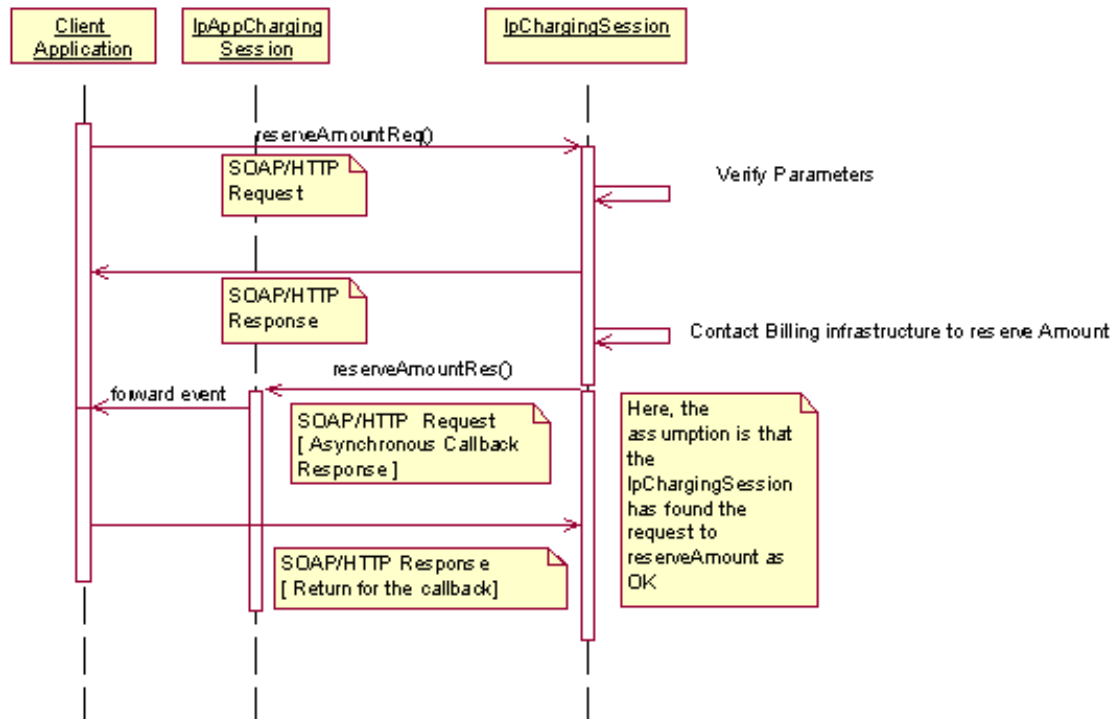 Client
Application
IpAppCharging
Session
IpChargingSession
reserveAmountReq()
SOAP/HTTP
Request
Verify Parameters
SOAP/HTTP
Response
Contact Billing infrastructure to reserve Amount
reserveAmountRes()
forward event
SOAP/HTTP Request
[ Asynchronous Callback
Response ]
Here, the
assumption is that
the
IpChargingSession
has found the
request to
reserveAmount as
OK
SOAP/HTTP Response
[ Return for the callback]